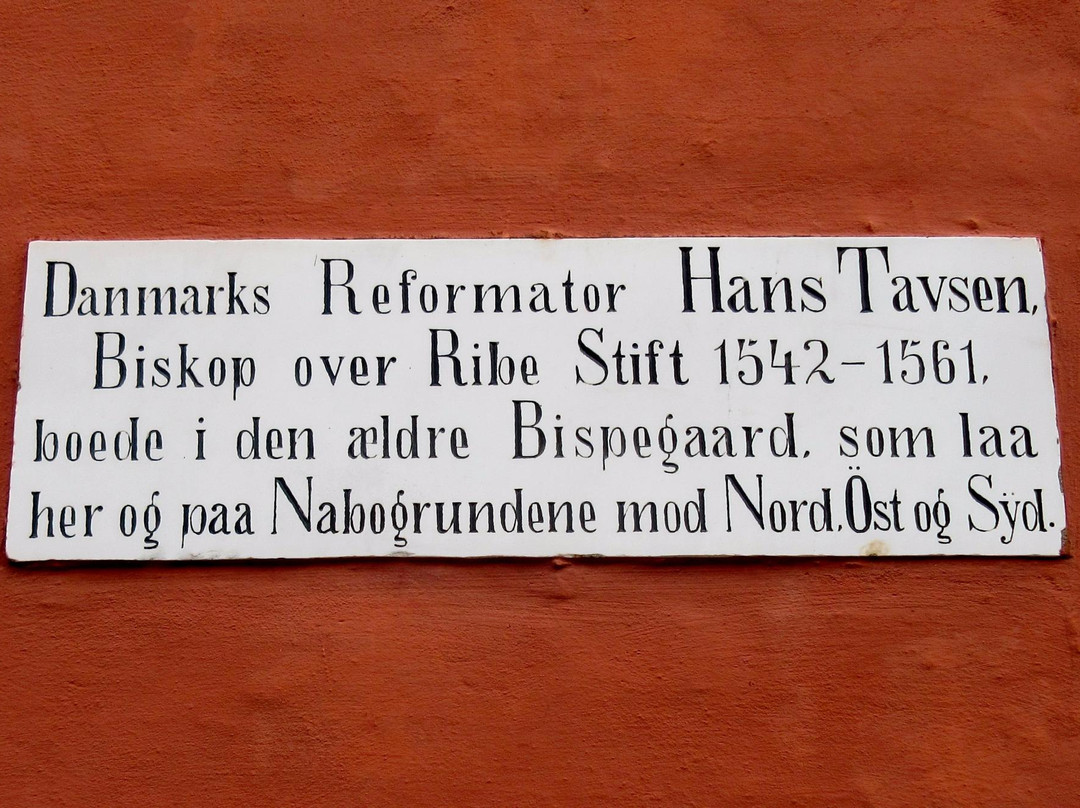 Danmarks Reformator Hans Tavsen,
Biskop over Ribe Stift 1542-1561,
boede i den ældre Bispegaard, som laa
her og paa Nabogrundene mod Nord, Öst og Sÿd.